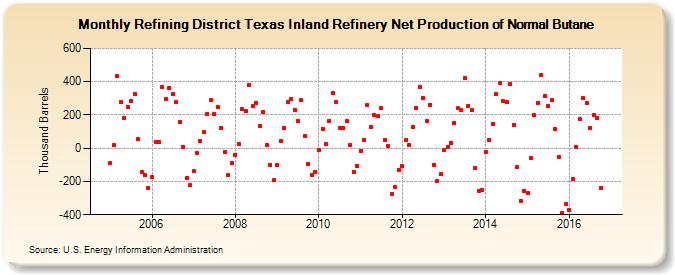 Monthly Refining District Texas Inland Refinery Net Production of Normal Butane
Thousand Barrels
600
400
200
0
-200
-400
2006 2008 2010 2012 2014 2016
Source: U.S. Energy Information Administration